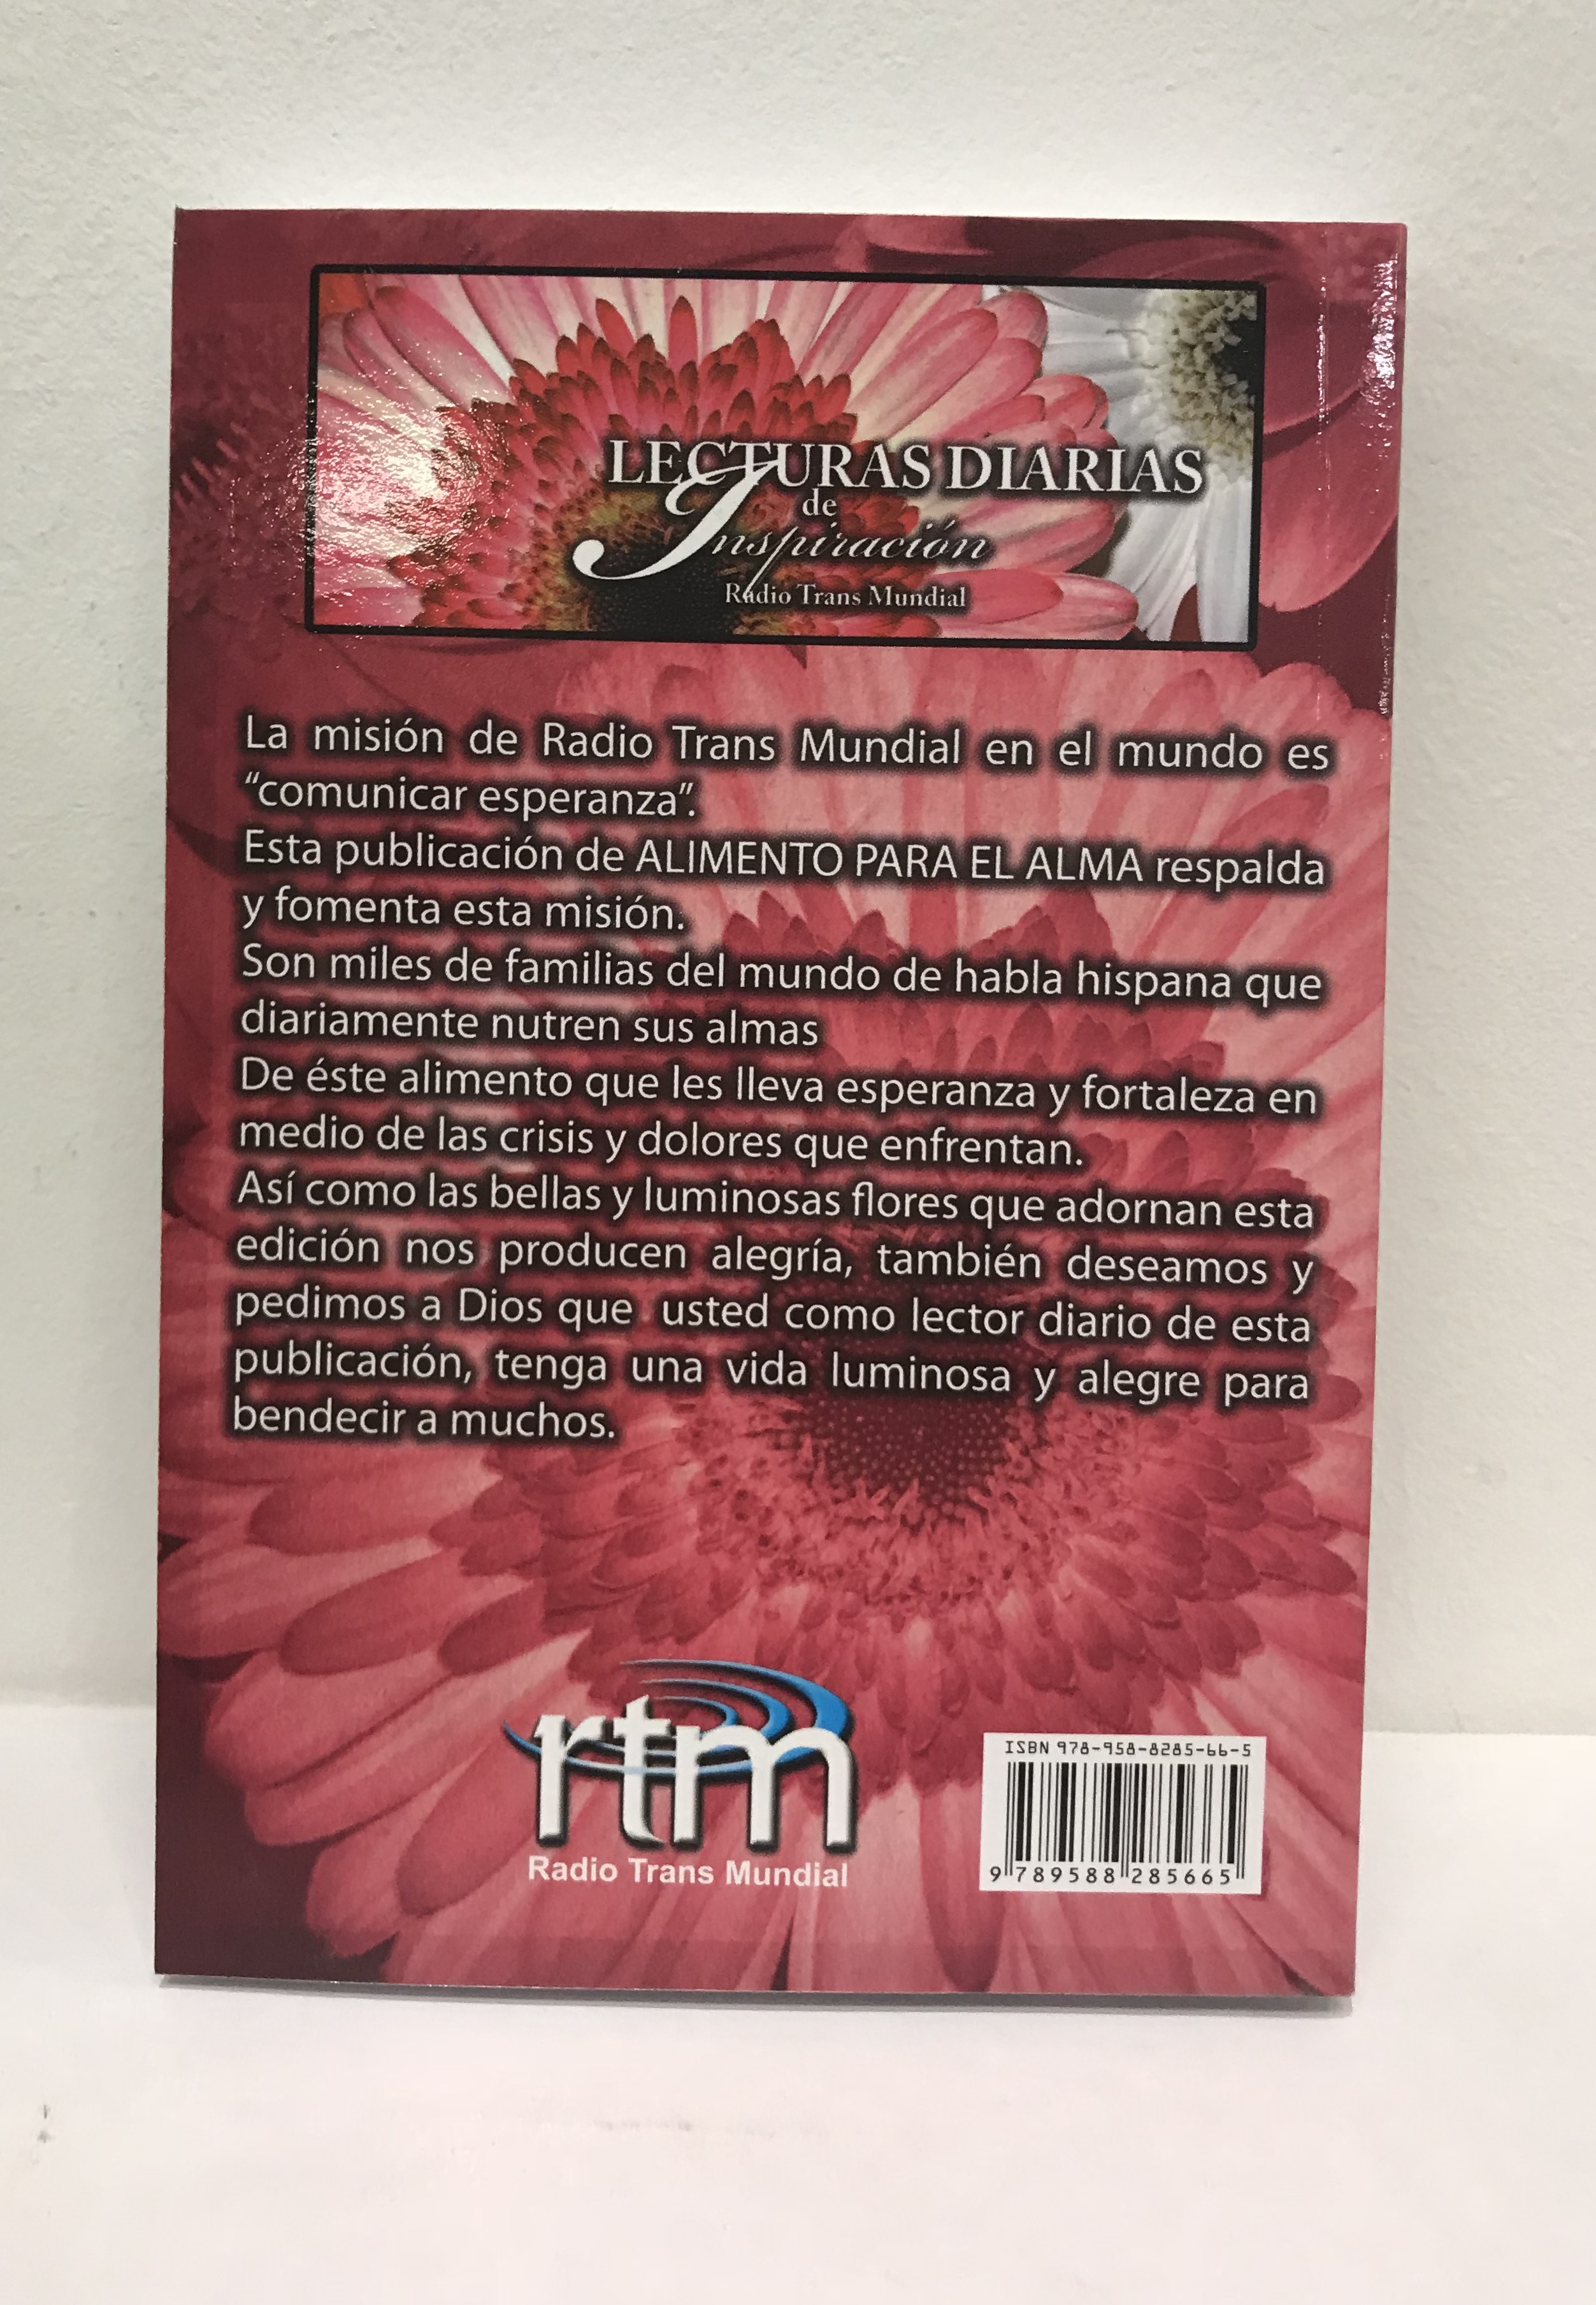 LECTURAS DIARIAS
de
Inspiración
Radio Trans Mundial
La misión de Radio Trans Mundial en el mundo es
“comunicar esperanza”.
Esta publicación de ALIMENTO PARA EL ALMA respalda
y fomenta esta misión.
Son miles de familias del mundo de habla hispana que
diariamente nutren sus almas
De éste alimento que les lleva esperanza y fortaleza en
medio de las crisis y dolores que enfrentan.
Así como las bellas y luminosas flores que adornan esta
edición nos producen alegría, también deseamos y
pedimos a Dios que usted como lector diario de esta
publicación, tenga una vida luminosa y alegre para
bendecir a muchos.
rtm
Radio Trans Mundial
ISBN 978-958-8285-66-5
9 789588 285665